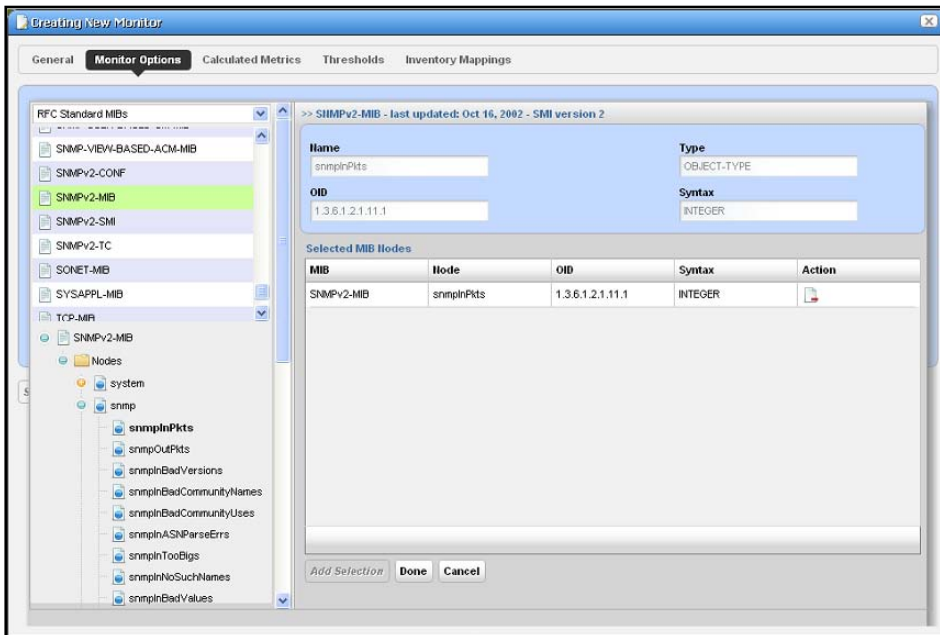 Creating New Monitor
General Monitor Options Calculated Metrics Thresholds Inventory Mappings
RFC Standard MIBs
SNMP-VIEW-BASED-ACM-MIB
SNMPv2-CONF
SNMPv2-MIB
SNMPv2-SMI
SNMPv2-TC
SONET-MIB
SYSAPPL-MIB
TCP-MIB
SNMPv2-MIB
Nodes
system
snmp
snmpInPkts
snmpOutPkts
snmpInBadVersions
snmpInBadCommunityNames
snmpInBadCommunityUses
snmpInASNParseErrs
snmpInTooBigs
snmpInNoSuchNames
snmpInBadValues
>> SNMPv2-MIB - last updated: Oct 16, 2002 - SMI version 2
Name Type
snmpInPkts OBJECT-TYPE
OID Syntax
1.3.6.1.2.1.11.1 INTEGER
Selected MIB Nodes
MIB Node OID Syntax Action
SNMPv2-MIB snmpInPkts 1.3.6.1.2.1.11.1 INTEGER
Add Selection Done Cancel